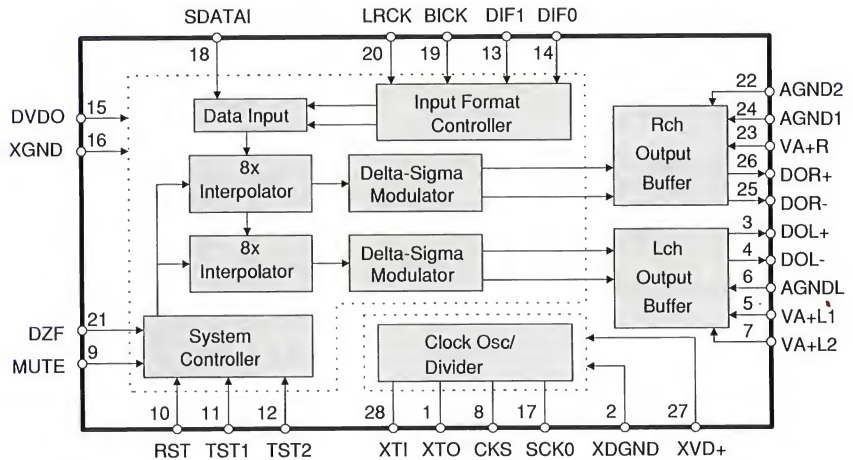 SDATAI LRCK BICK DIF1 DIF0
18 20 19 13 14
22 AGND2
Data Input
Input Format
Controller
DVDO 15
XGND 16
Rch
Output
Buffer
24 AGND1
23 VA+R
26 DOR+
25 DOR-
8x
Interpolator
Delta-Sigma
Modulator
8x
Interpolator
Delta-Sigma
Modulator
Lch
Output
Buffer
3 DOL+
4 DOL-
6 AGNDL
5 VA+L1
7 VA+L2
DZF 21
MUTE 9
System
Controller
Clock Osc/
Divider
10 11 12 28 1 8 17 2 27
RST TST1 TST2 XTI XTO CKS SCK0 XDGND XVD+